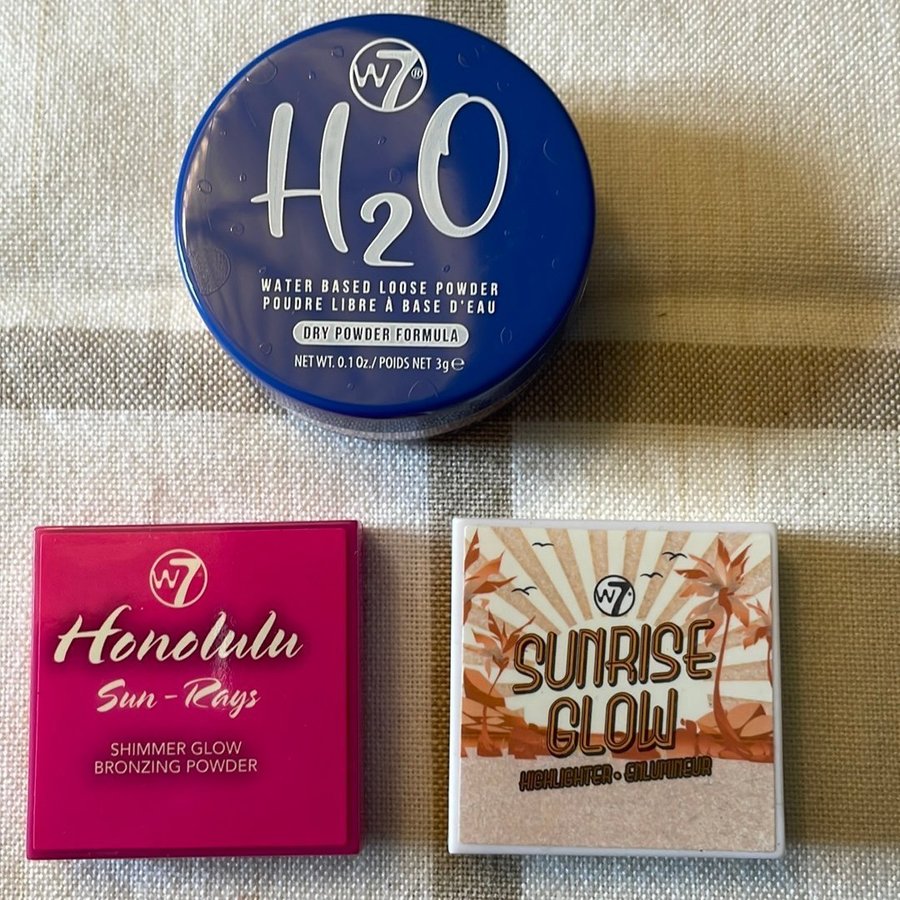 W7®
H2O
WATER BASED LOOSE POWDER
POUDRE LIBRE À BASE D'EAU
DRY POWDER FORMULA
NET WT. 0.1 Oz./ POIDS NET 3g ℮
W7
Honolulu
Sun-Rays
SHIMMER GLOW
BRONZING POWDER
W7
SUNRISE
GLOW
HIGHLIGHTER • ENLUMINEUR